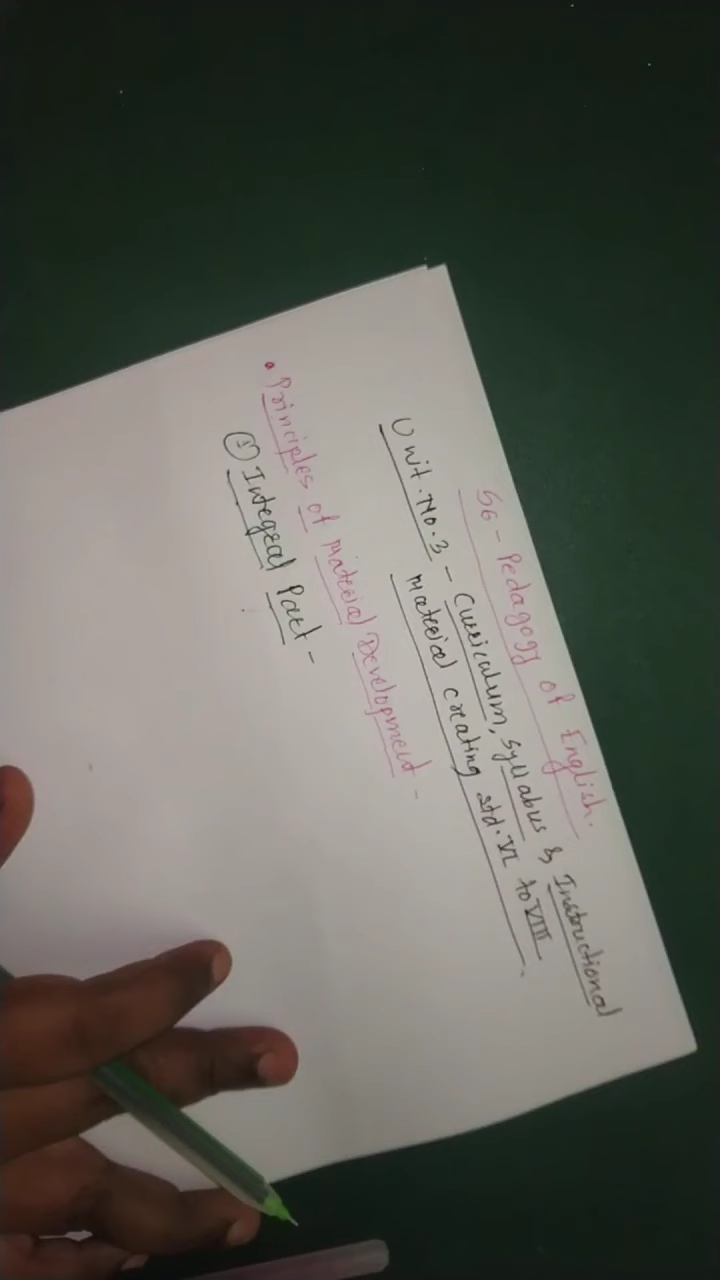 S6 - Pedagogy of English.
Unit.No.3 - Curriculum, Syllabus & Instructional
Material creating std. VI to VIII.
• Principles of Material Development -
① Integral Part -